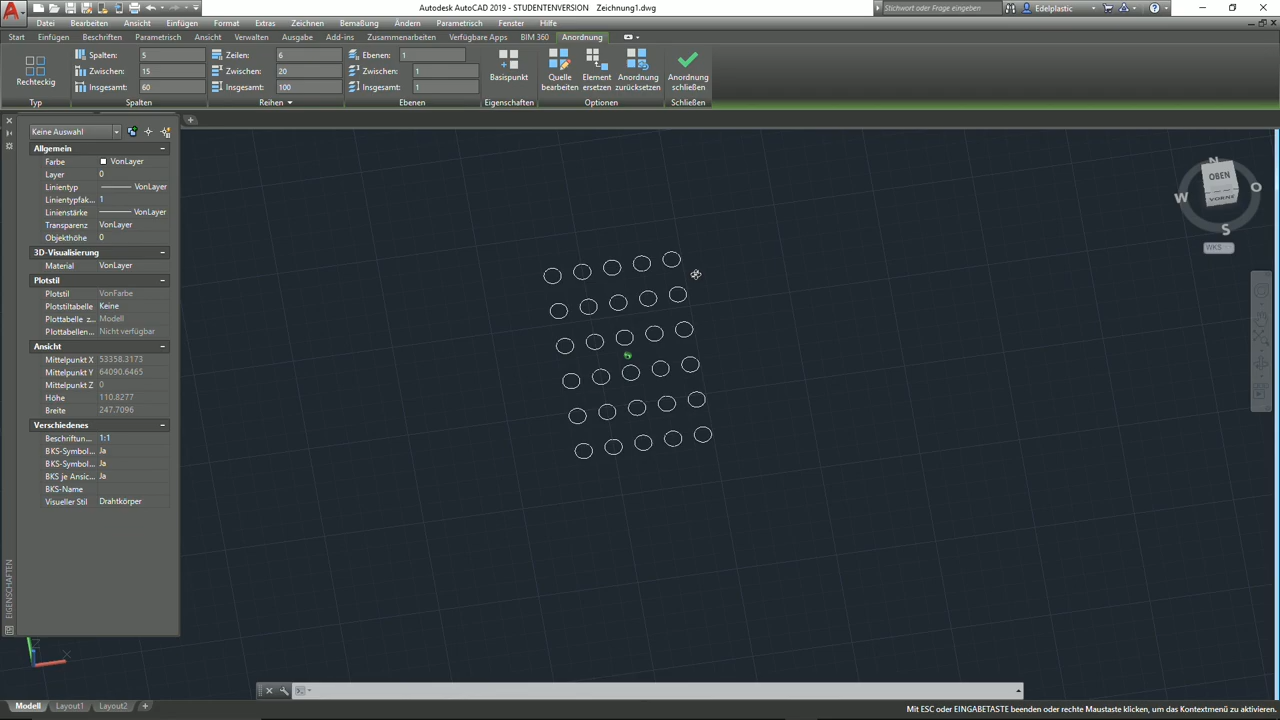 Autodesk AutoCAD 2019 - STUDENTENVERSION Zeichnung1.dwg
Stichwort oder Frage eingeben
Edelplastic
Datei Bearbeiten Ansicht Einfügen Format Extras Zeichnen Bemaßung Ändern Parametrisch Fenster Hilfe
Start Einfügen Beschriften Parametrisch Ansicht Verwalten Ausgabe Add-ins Zusammenarbeiten Verfügbare Apps BIM 360 Anordnung
Spalten: 5 Zeilen: 6 Ebenen: 1
Zwischen: 15 Zwischen: 20 Zwischen: 1
Insgesamt: 60 Insgesamt: 100 Insgesamt: 1
Rechteckig
Basispunkt
Quelle bearbeiten
Element ersetzen
Anordnung zurücksetzen
Anordnung schließen
Typ Spalten Reihen Ebenen Eigenschaften Optionen Schließen
Keine Auswahl
Allgemein
Farbe VonLayer
Layer 0
Linientyp VonLayer
Linientypfak... 1
Linienstärke VonLayer
Transparenz VonLayer
Objekthöhe 0
3D-Visualisierung
Material VonLayer
Plotstil
Plotstil VonFarbe
Plotstiltabelle Keine
Plottabelle z... Modell
Plottabellen... Nicht verfügbar
Ansicht
Mittelpunkt X 53358.3173
Mittelpunkt Y 64090.6465
Mittelpunkt Z 0
Höhe 110.8277
Breite 247.7096
Verschiedenes
Beschriftun... 1:1
BKS-Symbol... Ja
BKS-Symbol... Ja
BKS je Ansic... Ja
BKS-Name
Visueller Stil Drahtkörper
EIGENSCHAFTEN
N
W
OBEN
O
VORNE
S
WKS
Z
X
Modell Layout1 Layout2
Mit ESC oder EINGABETASTE beenden oder rechte Maustaste klicken, um das Kontextmenü zu aktivieren.